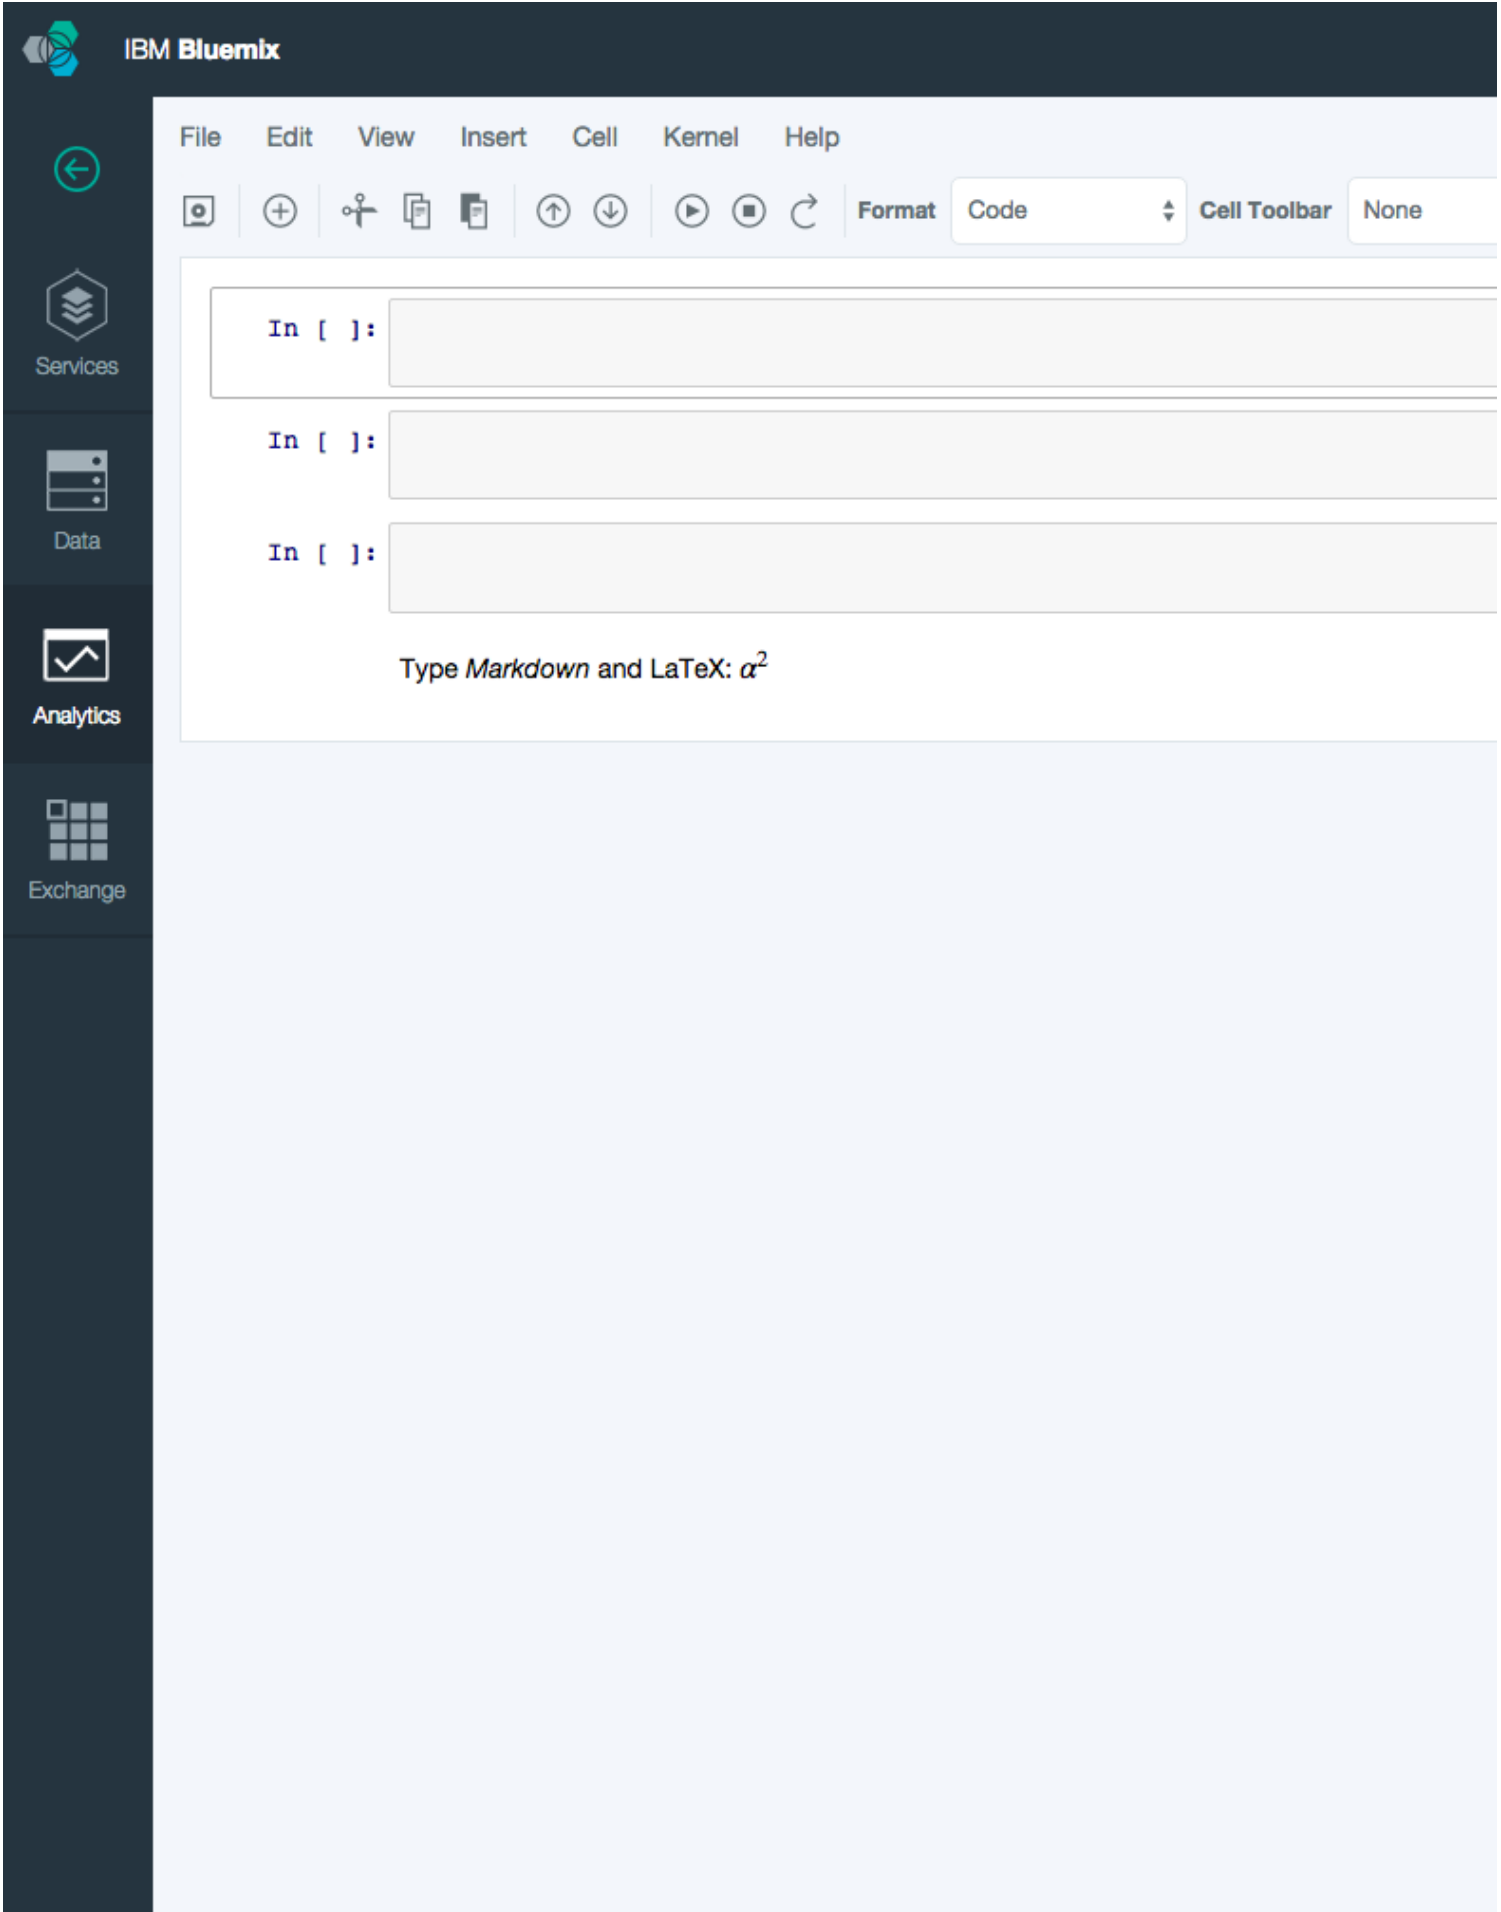 IBM Bluemix
File Edit View Insert Cell Kernel Help
Format Code Cell Toolbar None
Services
Data
Analytics
Exchange
In [ ]:
In [ ]:
In [ ]:
Type Markdown and LaTeX: α²